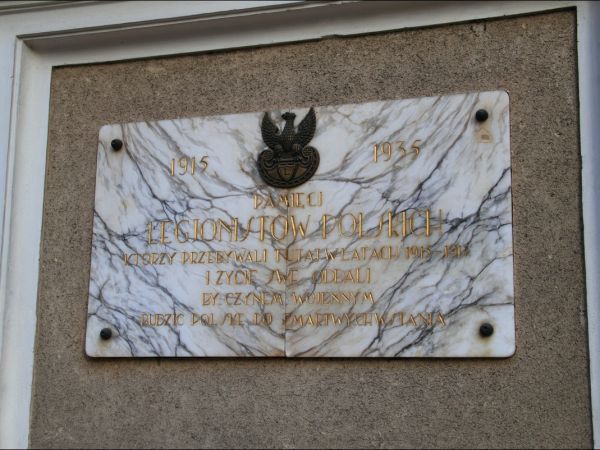 1915 1935
L
PAMIĘCI
LEGIONISTÓW POLSKICH
KTÓRZY PRZEBYWALI TUTAJ W LATACH 1915-1918
I ŻYCIE SWE ODDALI
BY CZYNEM WOJENNYM
BUDZIĆ POLSKĘ DO ZMARTWYCHWSTANIA